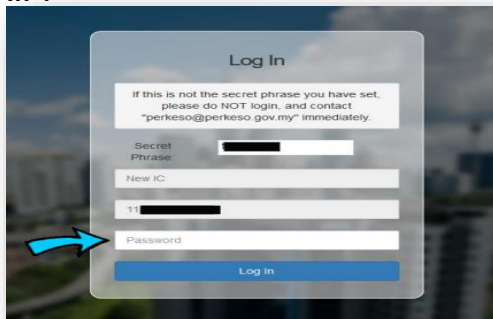 Log In
If this is not the secret phrase you have set,
please do NOT login, and contact
"perkeso@perkeso.gov.my" immediately.
Secret
Phrase
New IC
11
Password
Log In